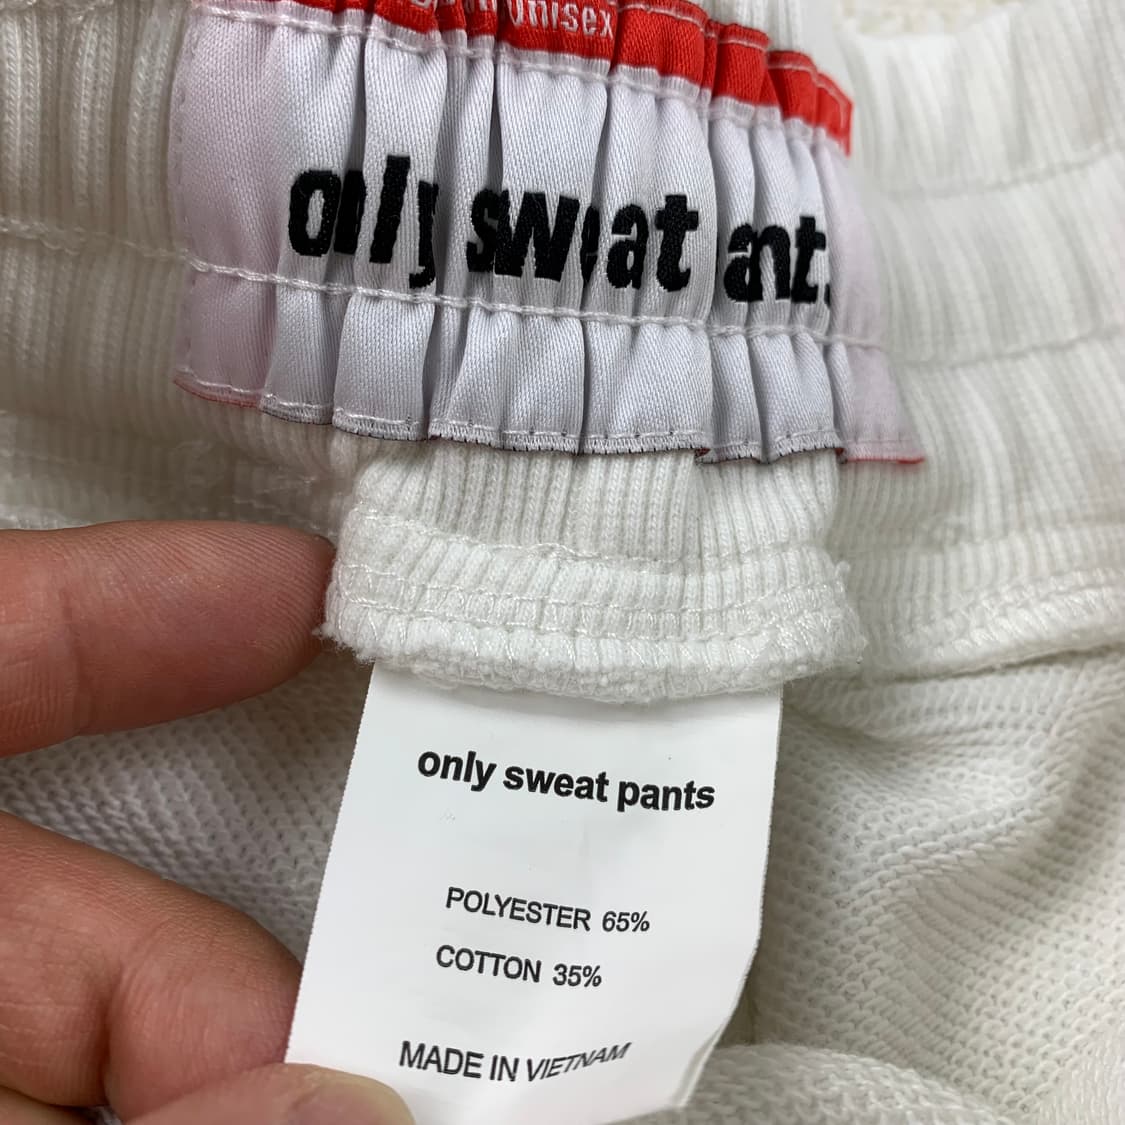 Unisex
only sweat pants
only sweat pants
POLYESTER 65%
COTTON 35%
MADE IN VIETNAM